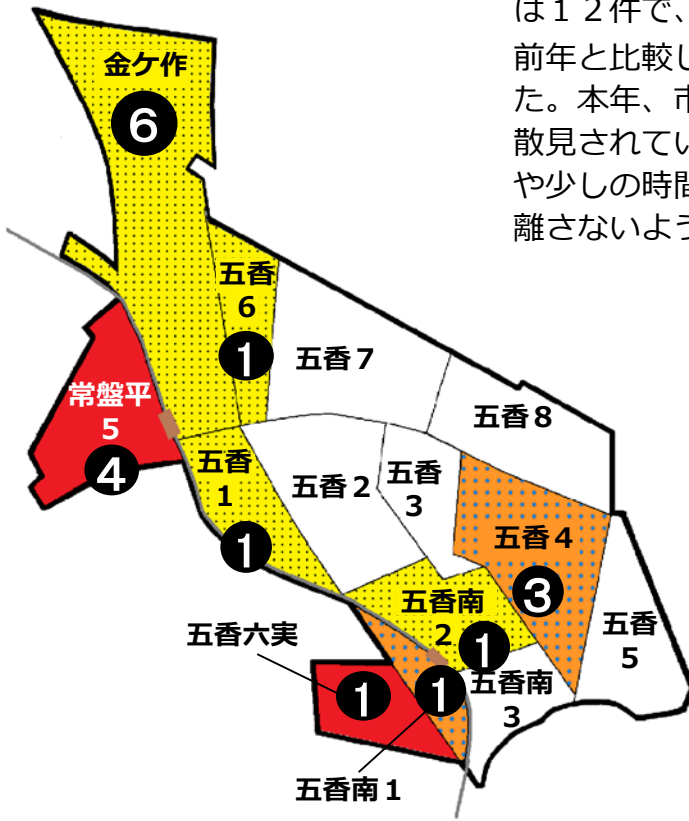 は１２件で、
前年と比較し
た。本年、市
散見されてい
や少しの時間
離さないよう
金ケ作
6
五香
6
1
五香７
常盤平
5
4
五香８
五香
1
1
五香２
五香
3
五香４
3
五香南
2
1
五香
5
五香六実
1
1
五香南
3
五香南１